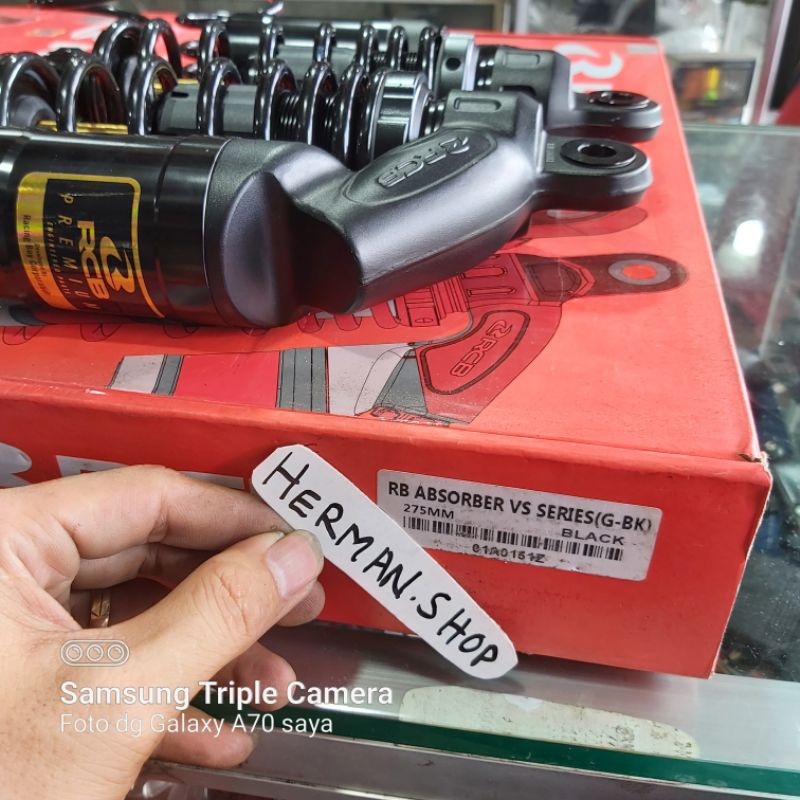 RCB
RCB
PREMIUM
RCB
RB ABSORBER VS SERIES(G-BK)
275MM
BLACK
01A0151Z
HERMAN.SHOP
Samsung Triple Camera
Foto dg Galaxy A70 saya